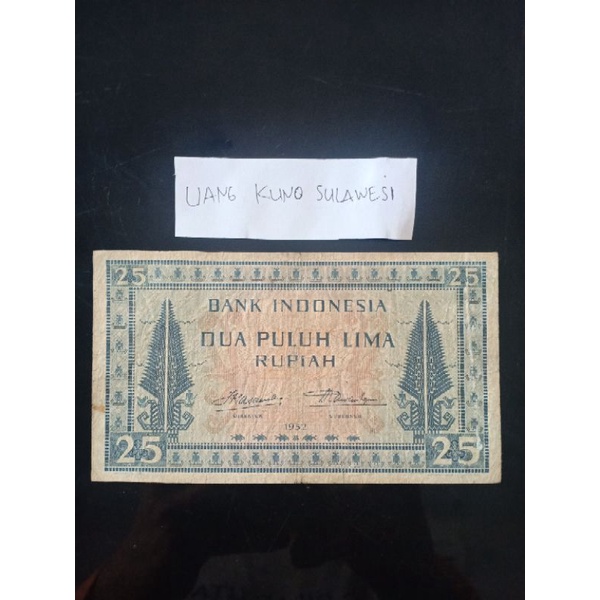 UANG KUNO SULAWESI
25 25
BANK INDONESIA
DUA PULUH LIMA
RUPIAH
1952
25 25